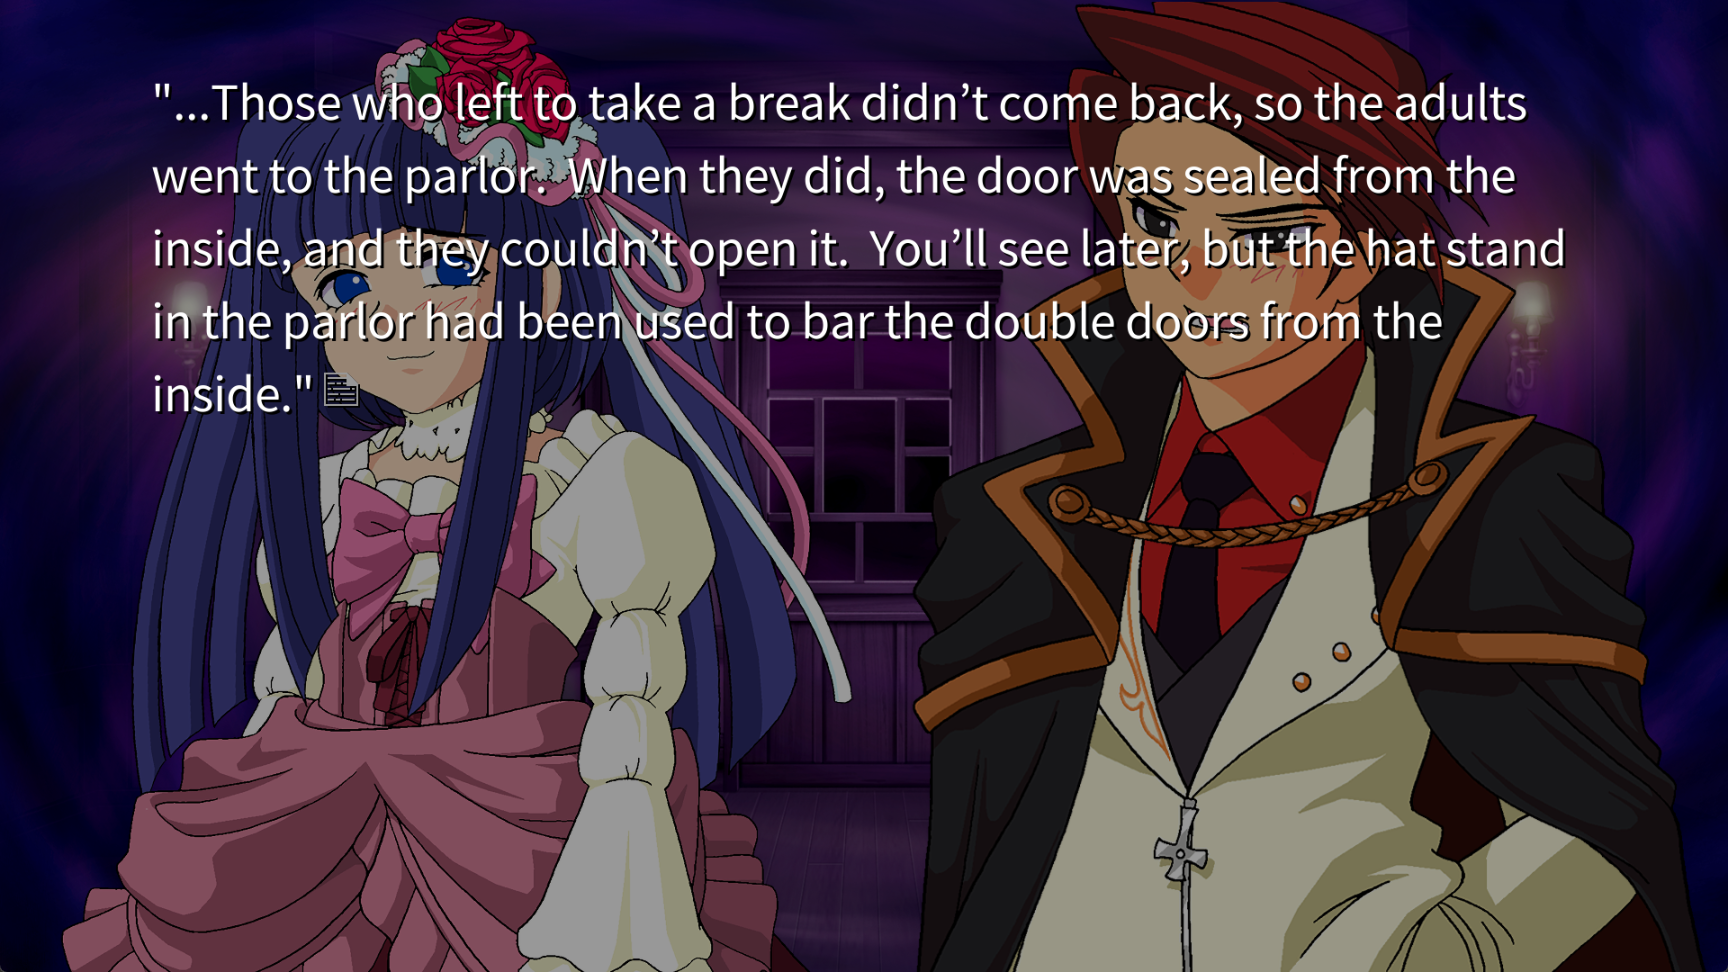 "...Those who left to take a break didn’t come back, so the adults
went to the parlor.  When they did, the door was sealed from the
inside, and they couldn’t open it.  You’ll see later, but the hat stand
in the parlor had been used to bar the double doors from the
inside."